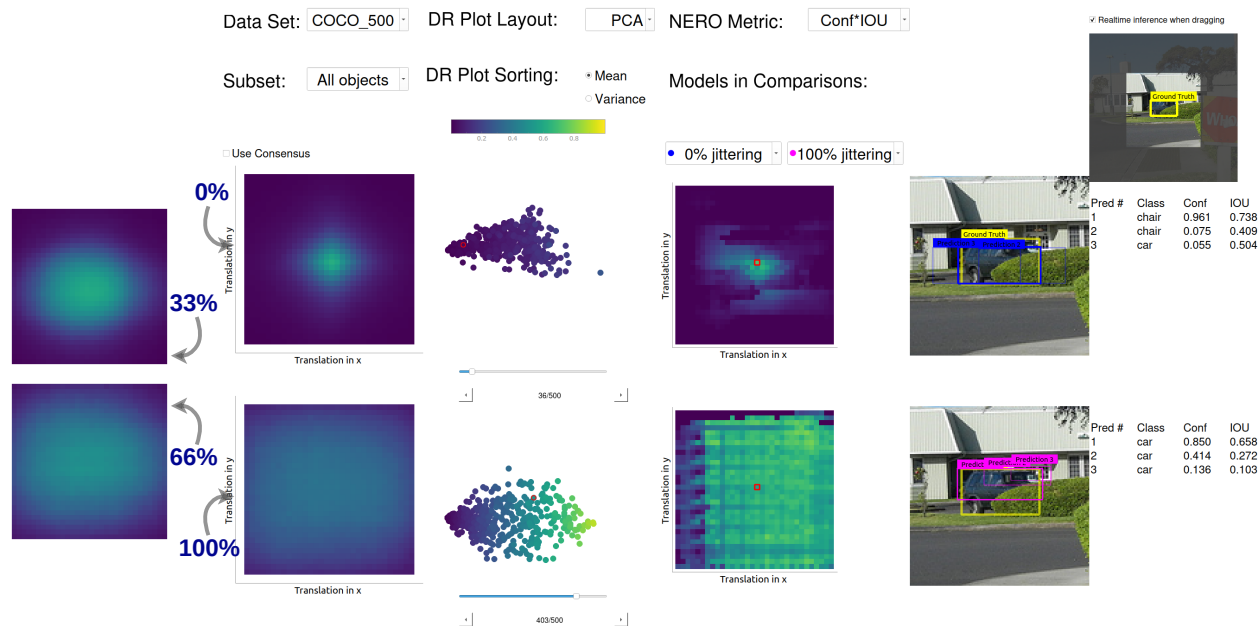 Data Set: COCO_500 DR Plot Layout: PCA NERO Metric: Conf*IOU
Realtime inference when dragging
Subset: All objects DR Plot Sorting: Mean Models in Comparisons:
Variance
0.2 0.4 0.6 0.8
Ground Truth
Use Consensus
0% jittering 100% jittering
0%
33%
66%
100%
Translation in y
Translation in x
36/500
Translation in y
Translation in x
Ground Truth
Pred # Class Conf IOU
1 chair 0.961 0.738
2 chair 0.075 0.409
3 car 0.055 0.504
Translation in y
Translation in x
403/500
Translation in y
Translation in x
Prediction 3
Pred # Class Conf IOU
1 car 0.850 0.658
2 car 0.414 0.272
3 car 0.136 0.103